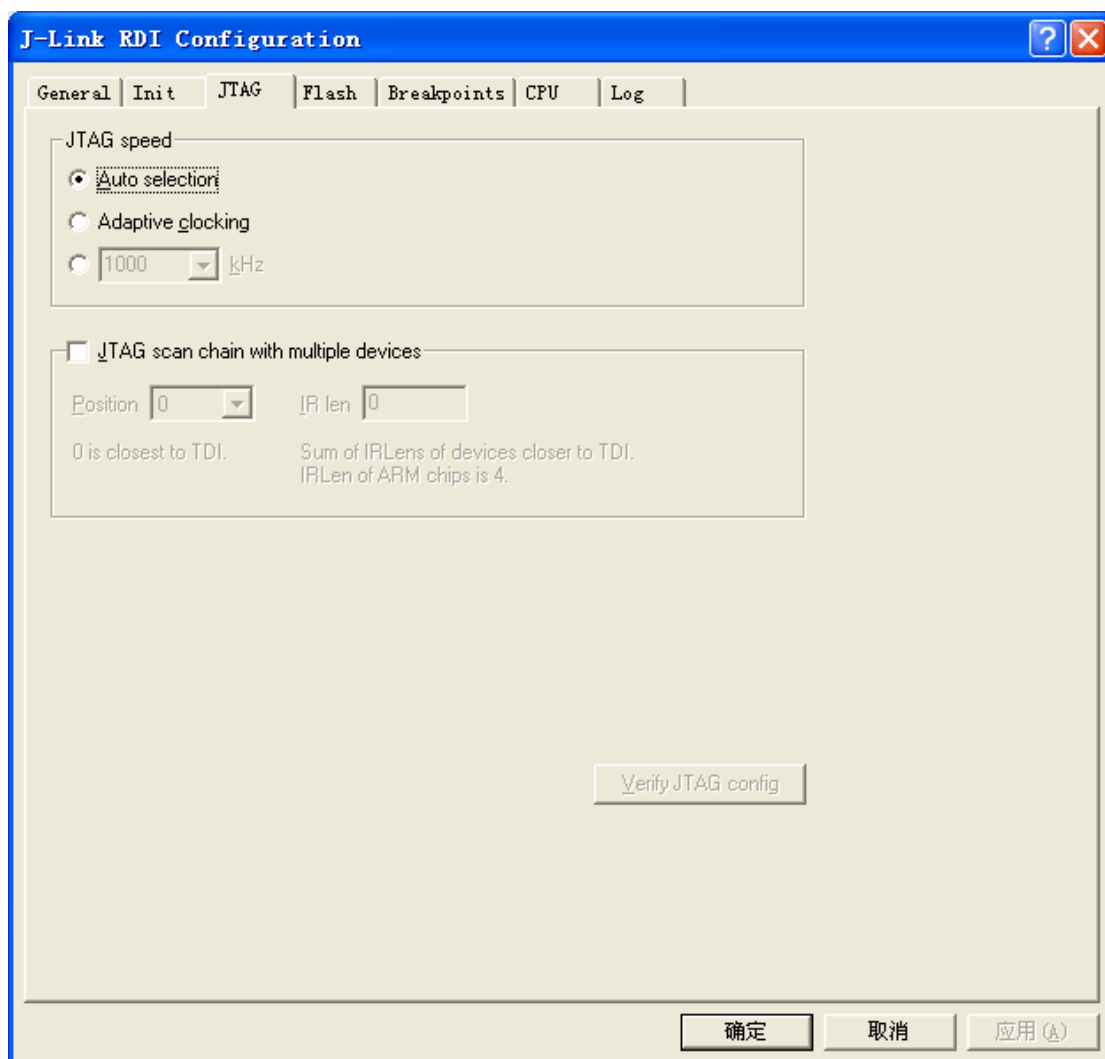 J-Link RDI Configuration
General Init JTAG Flash Breakpoints CPU Log
JTAG speed
Auto selection
Adaptive clocking
1000 kHz
JTAG scan chain with multiple devices
Position 0 IR len 0
0 is closest to TDI. Sum of IRLens of devices closer to TDI.
IRLen of ARM chips is 4.
Verify JTAG config
确定 取消 应用(A)